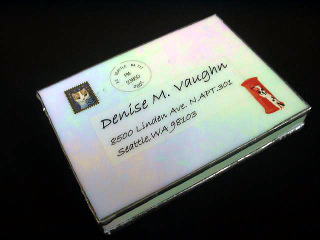 Denise M. Vaughn
8500 Linden Ave. N.APT.301
Seattle,WA 98103